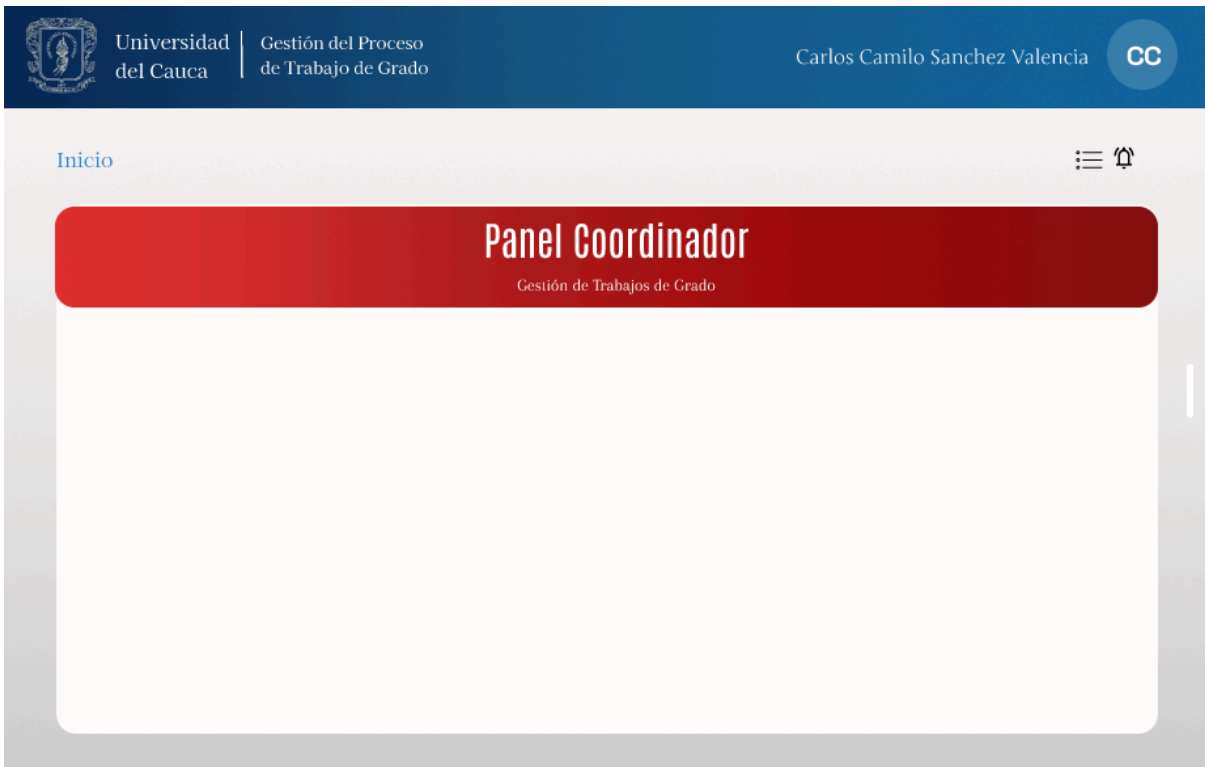 Universidad
del Cauca
Gestión del Proceso
de Trabajo de Grado
Carlos Camilo Sanchez Valencia
CC
Inicio
Panel Coordinador
Gestión de Trabajos de Grado